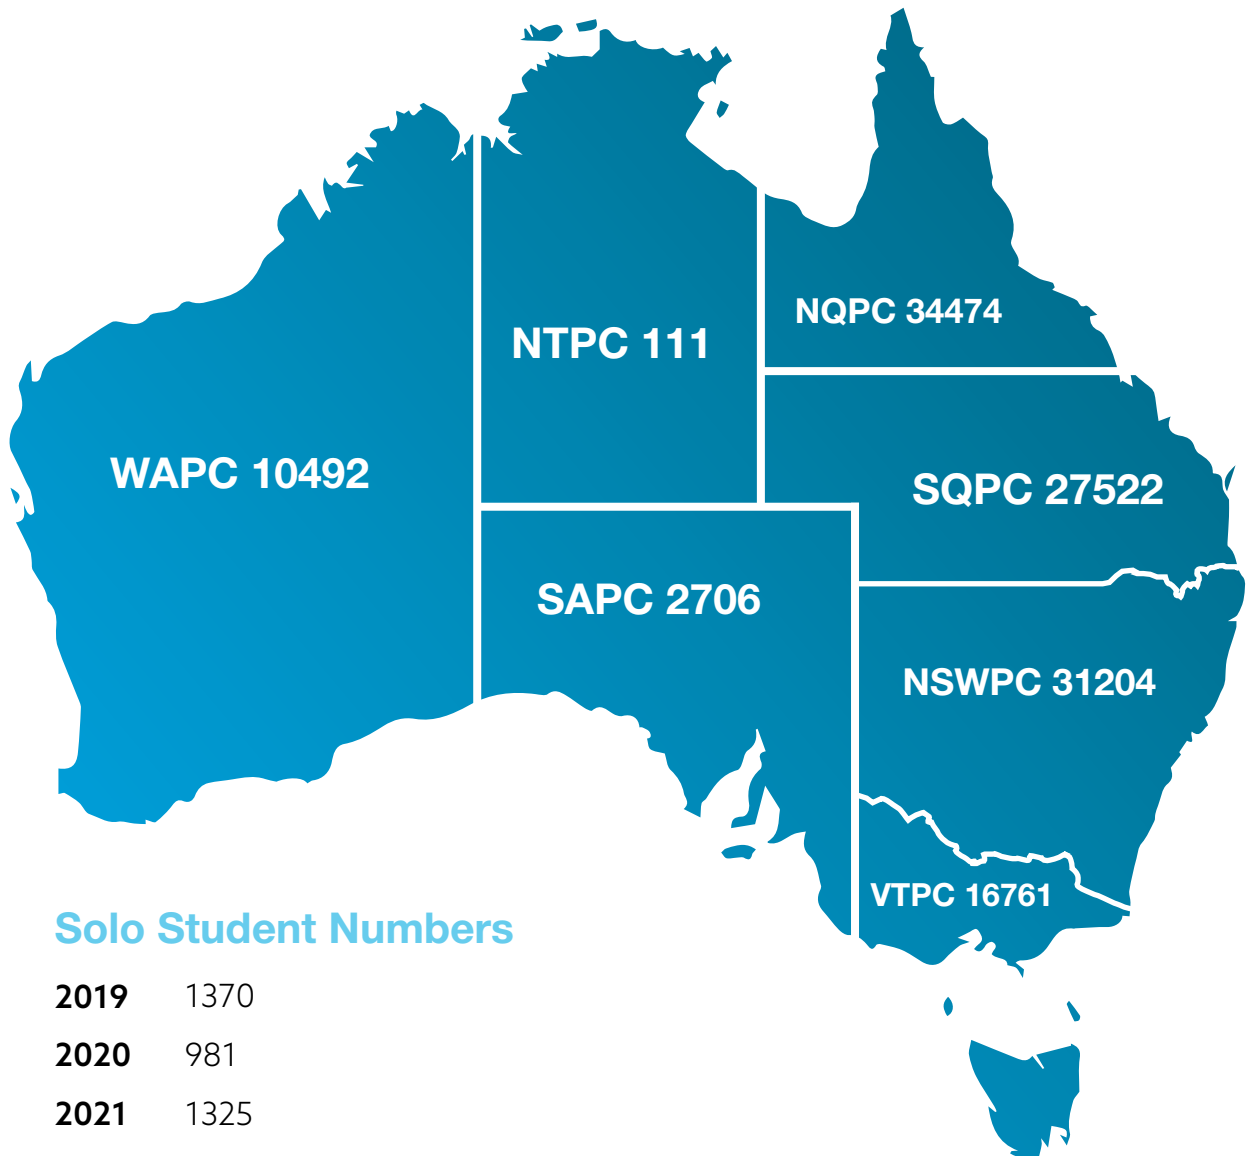 NQPC 34474
NTPC 111
WAPC 10492
SQPC 27522
SAPC 2706
NSWPC 31204
VTPC 16761
Solo Student Numbers
2019 1370
2020 981
2021 1325